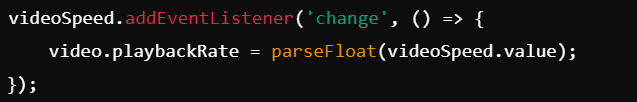 videoSpeed.addEventListener('change', () => {
    video.playbackRate = parseFloat(videoSpeed.value);
});